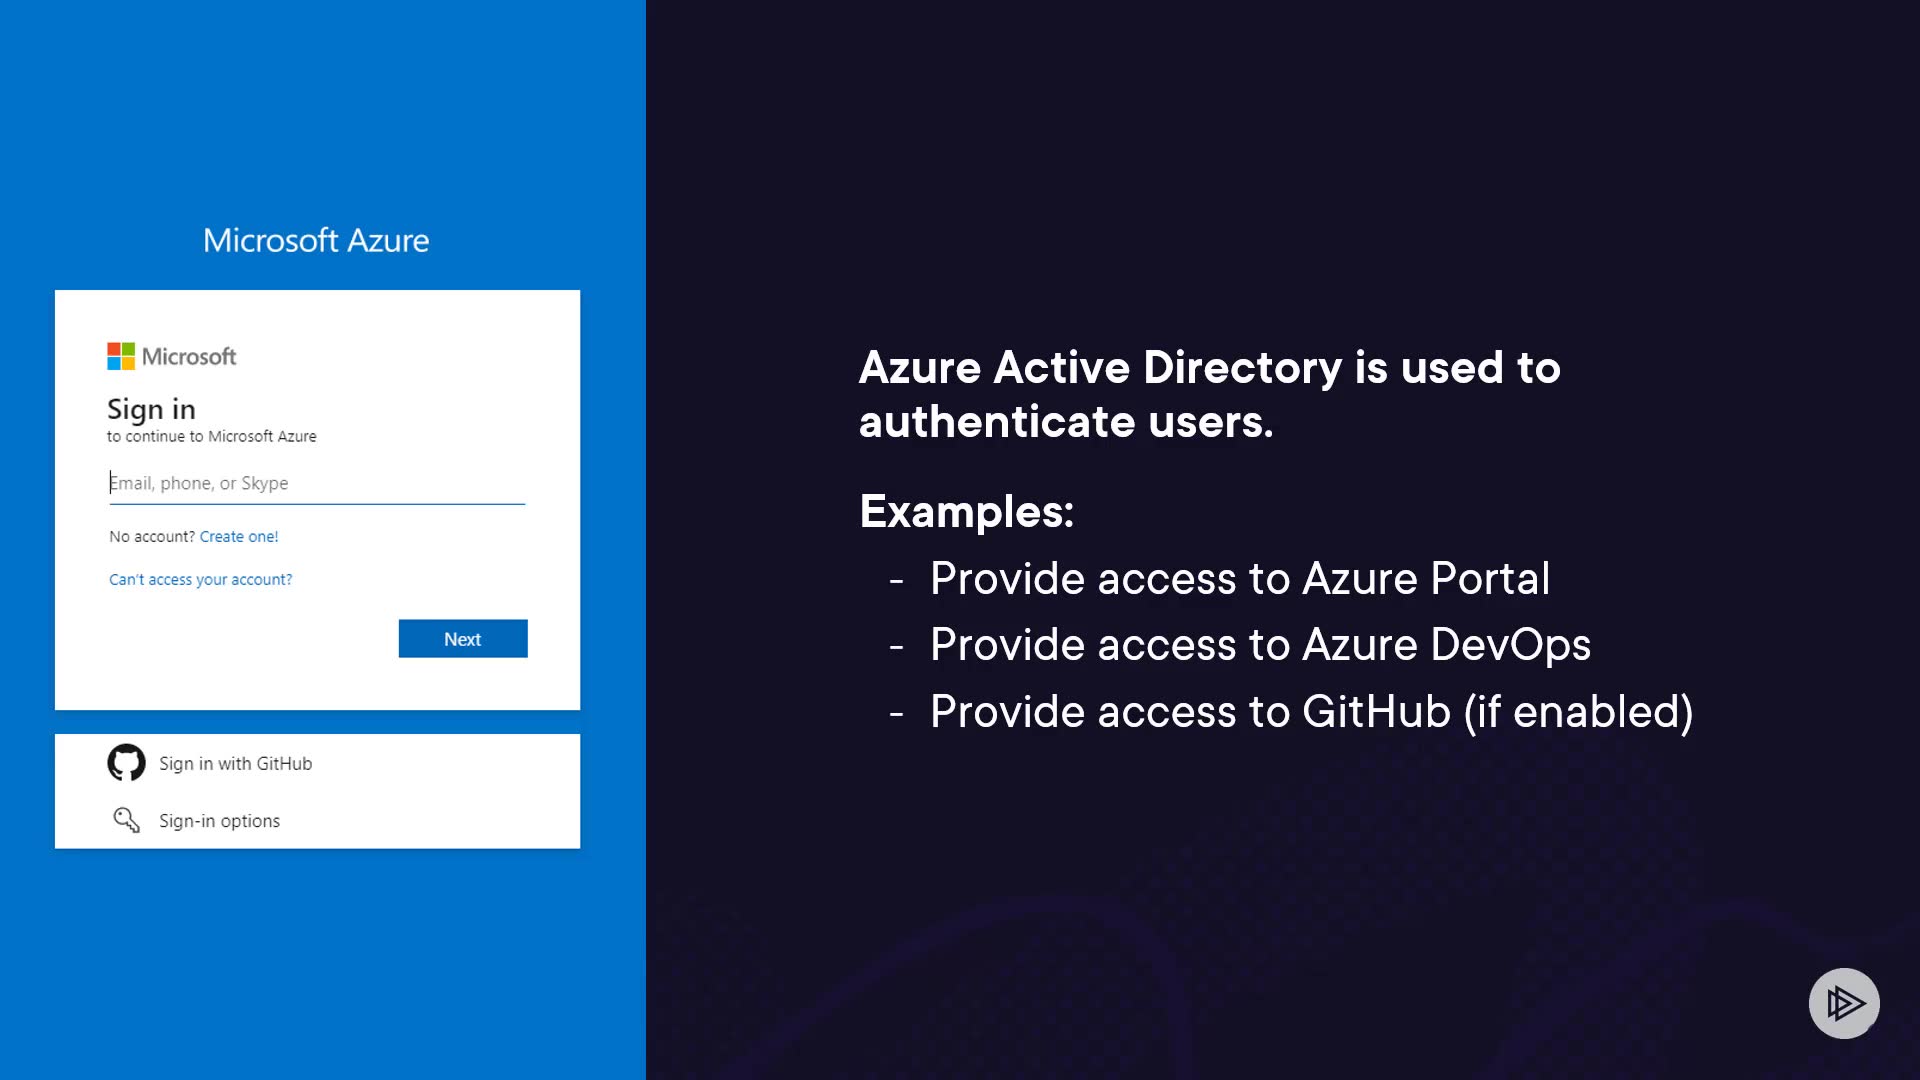 Microsoft Azure
Microsoft
Sign in
to continue to Microsoft Azure
Email, phone, or Skype
No account? Create one!
Can't access your account?
Next
Sign in with GitHub
Sign-in options
Azure Active Directory is used to
authenticate users.
Examples:
- Provide access to Azure Portal
- Provide access to Azure DevOps
- Provide access to GitHub (if enabled)